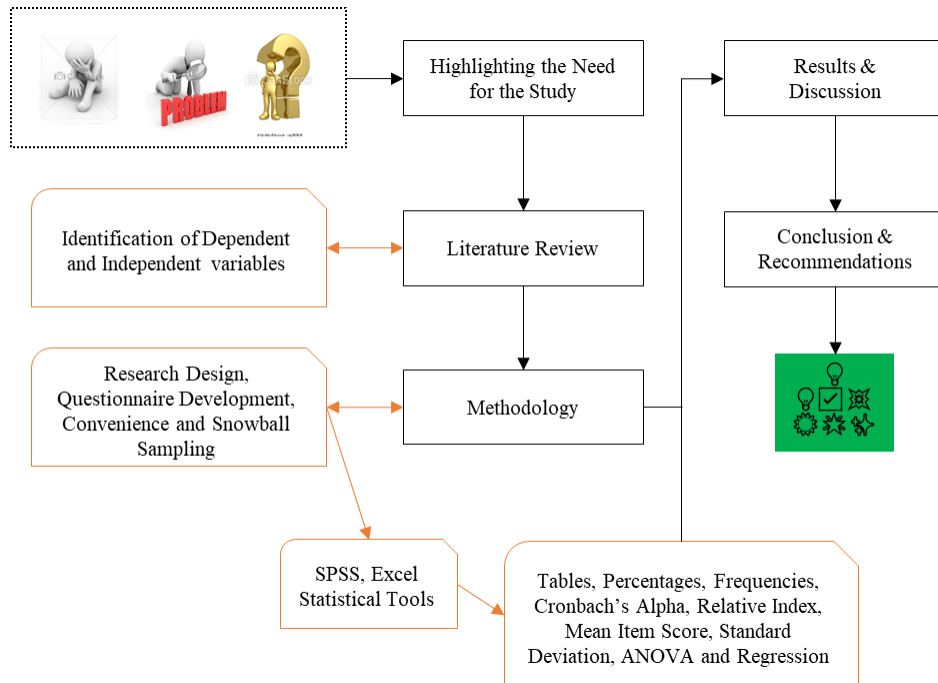 PROBLEM
Highlighting the Need
for the Study
Results &
Discussion
Identification of Dependent
and Independent variables
Literature Review
Conclusion &
Recommendations
Research Design,
Questionnaire Development,
Convenience and Snowball
Sampling
Methodology
SPSS, Excel
Statistical Tools
Tables, Percentages, Frequencies,
Cronbach’s Alpha, Relative Index,
Mean Item Score, Standard
Deviation, ANOVA and Regression